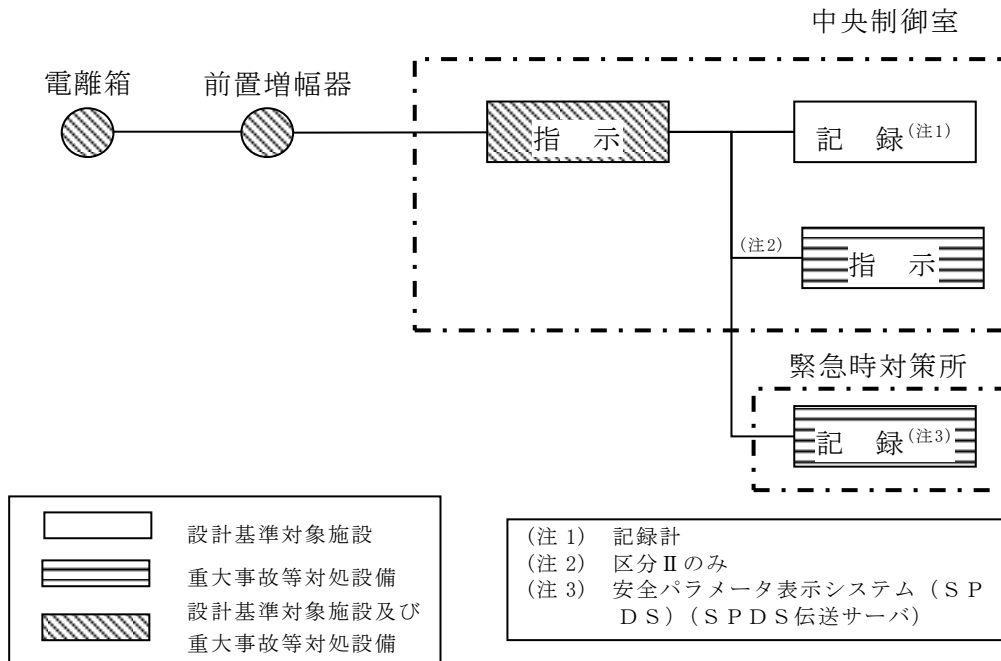 中央制御室
電離箱
前置増幅器
指 示
記 録(注1)
(注2)
指 示
緊急時対策所
記 録(注3)
設計基準対象施設
重大事故等対処設備
設計基準対象施設及び
重大事故等対処設備
(注 1) 記録計
(注 2) 区分Ⅱのみ
(注 3) 安全パラメータ表示システム（ＳＰ
ＤＳ）(ＳＰＤＳ伝送サーバ）